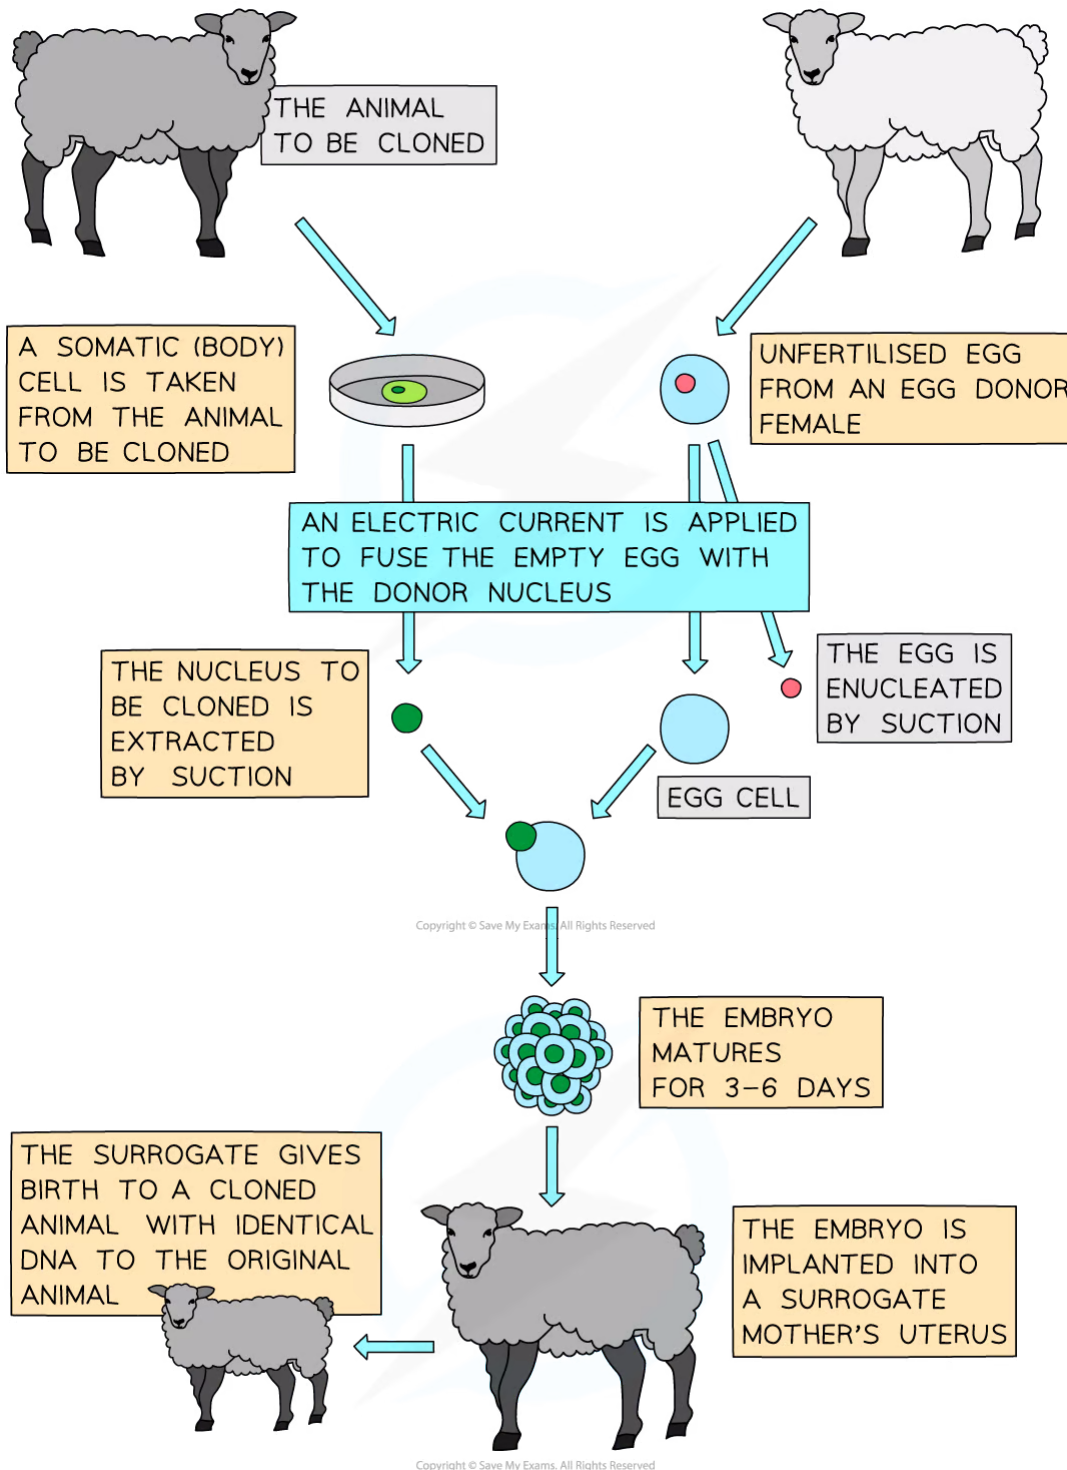 THE ANIMAL
TO BE CLONED
A SOMATIC (BODY)
CELL IS TAKEN
FROM THE ANIMAL
TO BE CLONED
UNFERTILISED EGG
FROM AN EGG DONOR
FEMALE
AN ELECTRIC CURRENT IS APPLIED
TO FUSE THE EMPTY EGG WITH
THE DONOR NUCLEUS
THE NUCLEUS TO
BE CLONED IS
EXTRACTED
BY SUCTION
THE EGG IS
ENUCLEATED
BY SUCTION
EGG CELL
Copyright © Save My Exams. All Rights Reserved
THE EMBRYO
MATURES
FOR 3-6 DAYS
THE SURROGATE GIVES
BIRTH TO A CLONED
ANIMAL WITH IDENTICAL
DNA TO THE ORIGINAL
ANIMAL
THE EMBRYO IS
IMPLANTED INTO
A SURROGATE
MOTHER'S UTERUS
Copyright © Save My Exams. All Rights Reserved